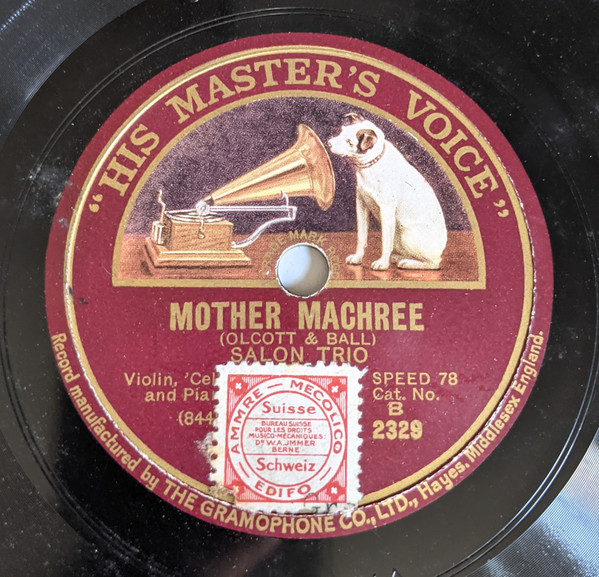 "HIS MASTER'S VOICE"
MOTHER MACHREE
(OLCOTT & BALL)
SALON TRIO
Violin, 'Cel
and Pia
(844
SPEED 78
Cat. No.
B
2329
AMMRE — MECOLICO
Suisse
BUREAU SUISSE
POUR LES DROITS
MUSICO-MÉCANIQUES:
Dr W.A. JMMER
BERNE
Schweiz
EDIFO
Record manufactured by THE GRAMOPHONE CO., LTD., Hayes, Middlesex England.